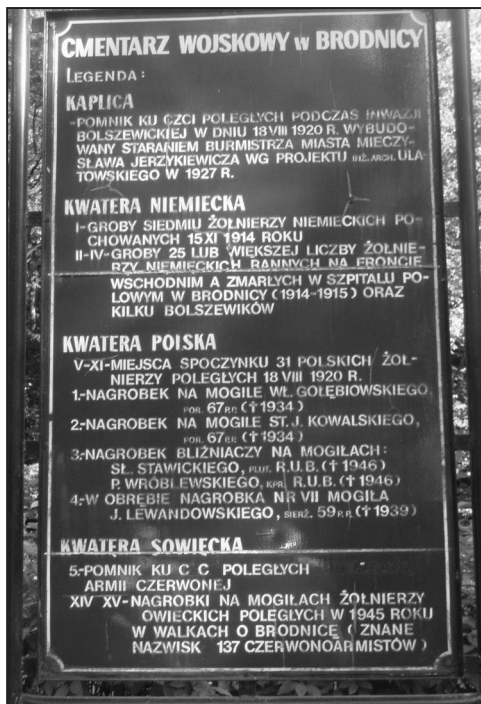 CMENTARZ WOJSKOWY w BRODNICY
LEGENDA:
KAPLICA
-POMNIK KU CZCI POLEGŁYCH PODCZAS INWAZJI
BOLSZEWICKIEJ W DNIU 18 VIII 1920 R. WYBUDO-
WANY STARANIEM BURMISTRZA MIASTA MIECZY-
SŁAWA JERZYKIEWICZA WG PROJEKTU INŻ. ARCH. ULA-
TOWSKIEGO W 1927 R.
KWATERA NIEMIECKA
I-GROBY SIEDMIU ŻOŁNIERZY NIEMIECKICH PO-
CHOWANYCH 15 XI 1914 ROKU
II-IV-GROBY 25 LUB WIĘKSZEJ LICZBY ŻOŁNIE-
RZY NIEMIECKICH RANNYCH NA FRONCIE
WSCHODNIM A ZMARŁYCH W SZPITALU PO-
LOWYM W BRODNICY (1914-1915) ORAZ
KILKU BOLSZEWIKÓW
KWATERA POLSKA
V-XI-MIEJSCA SPOCZYNKU 31 POLSKICH ŻOŁ-
NIERZY POLEGŁYCH 18 VIII 1920 R.
1.-NAGROBEK NA MOGILE WŁ. GOŁĘBIOWSKIEGO,
POR. 67 P.P. († 1934)
2.-NAGROBEK NA MOGILE ST. J. KOWALSKIEGO,
POR. 67 P.P. († 1934)
3.-NAGROBEK BLIŹNIACZY NA MOGIŁACH:
SŁ. STAWICKIEGO, PLUT. R.U.B. († 1946)
P. WRÓBLEWSKIEGO, KPR. R.U.B. († 1946)
4.-W OBRĘBIE NAGROBKA NR VII MOGIŁA
J. LEWANDOWSKIEGO, SIERŻ. 59 P.P. († 1939)
KWATERA SOWIECKA
5.-POMNIK KU C C POLEGŁYCH
ARMII CZERWONEJ
XIV XV-NAGROBKI NA MOGIŁACH ŻOŁNIERZY
OWIECKICH POLEGŁYCH W 1945 ROKU
W WALKACH O BRODNICĘ ( ZNANE
NAZWISK 137 CZERWONOARMISTÓW )